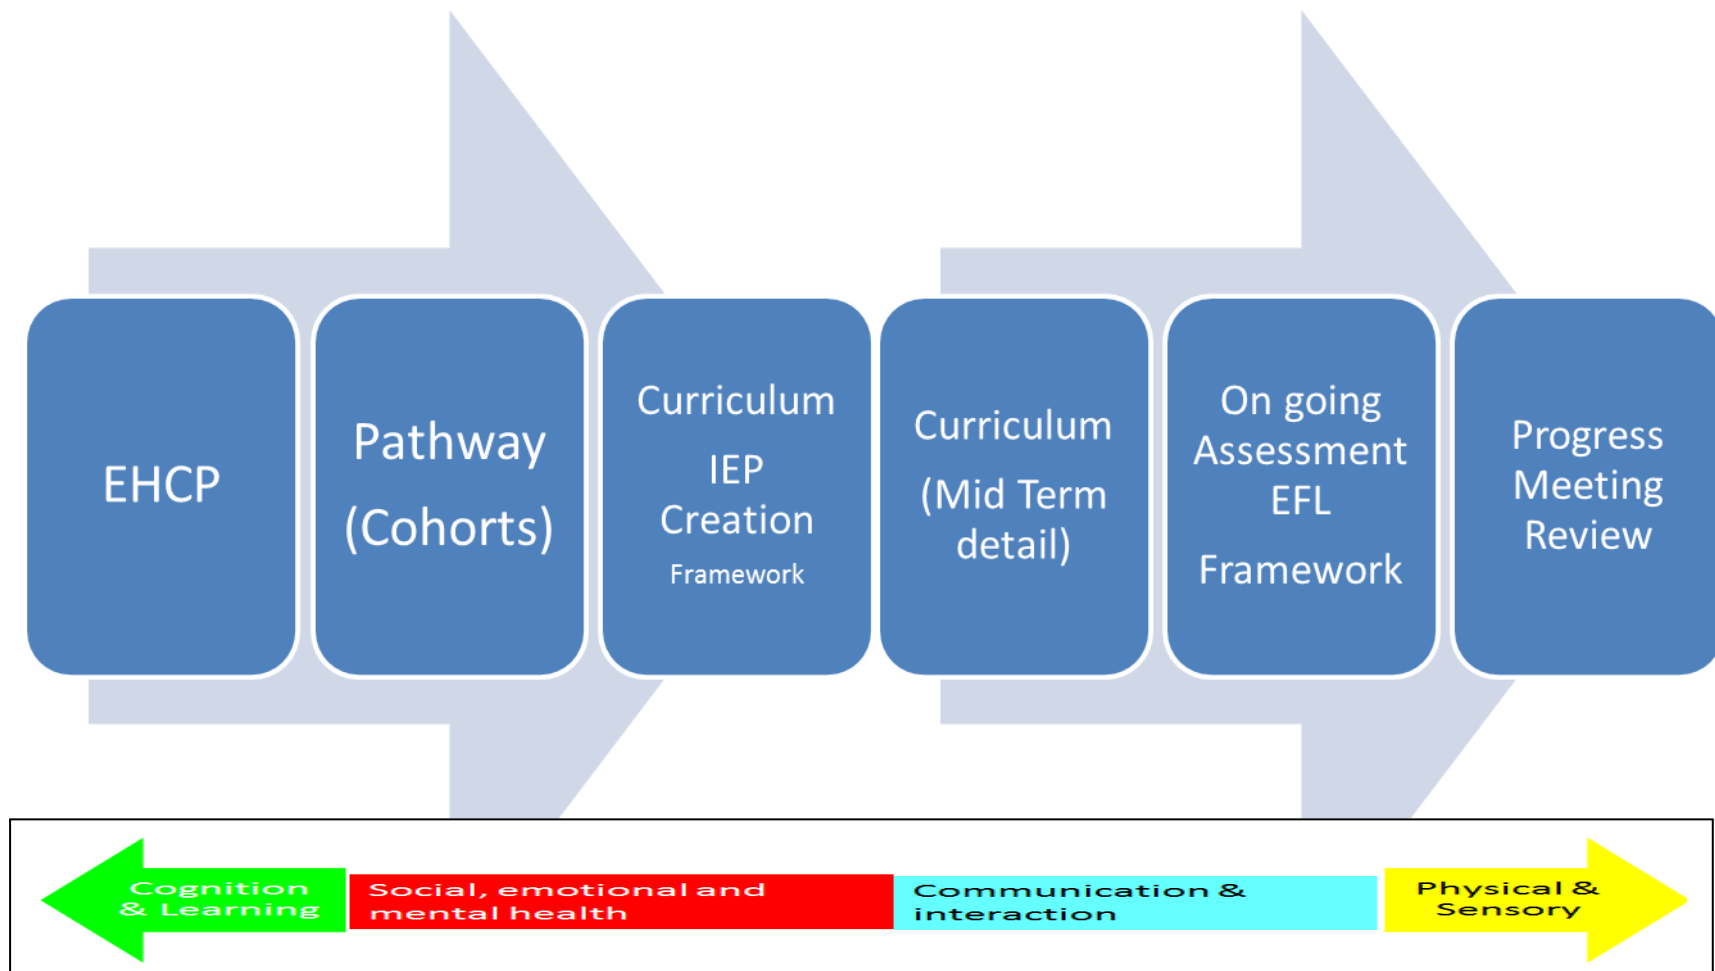 EHCP
Pathway
(Cohorts)
Curriculum
IEP
Creation
Framework
Curriculum
(Mid Term
detail)
On going
Assessment
EFL
Framework
Progress
Meeting
Review
Cognition
& Learning
Social, emotional and
mental health
Communication &
interaction
Physical &
Sensory